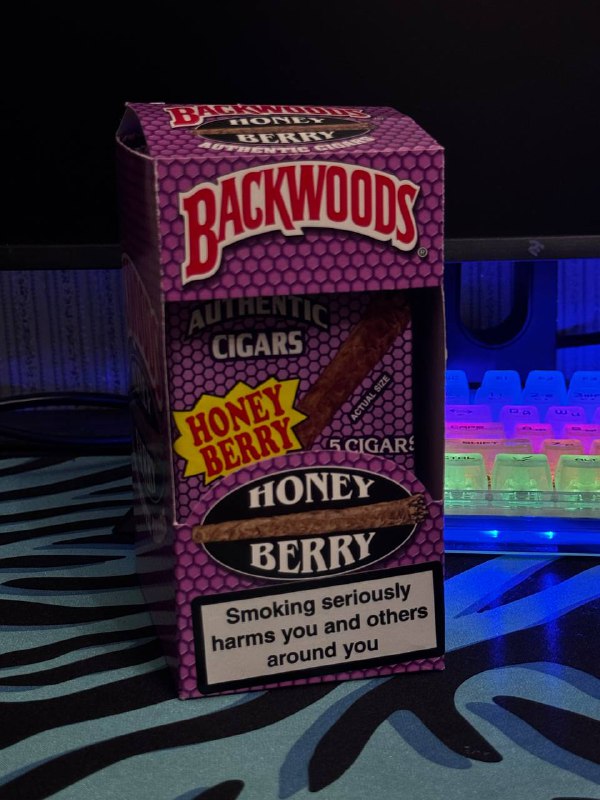 BACKWOODS
HONEY
BERRY
AUTHENTIC CIGARS
BACKWOODS®
AUTHENTIC
CIGARS
HONEY
BERRY
ACTUAL SIZE
5 CIGARS
HONEY
BERRY
Smoking seriously
harms you and others
around you
SHIFT